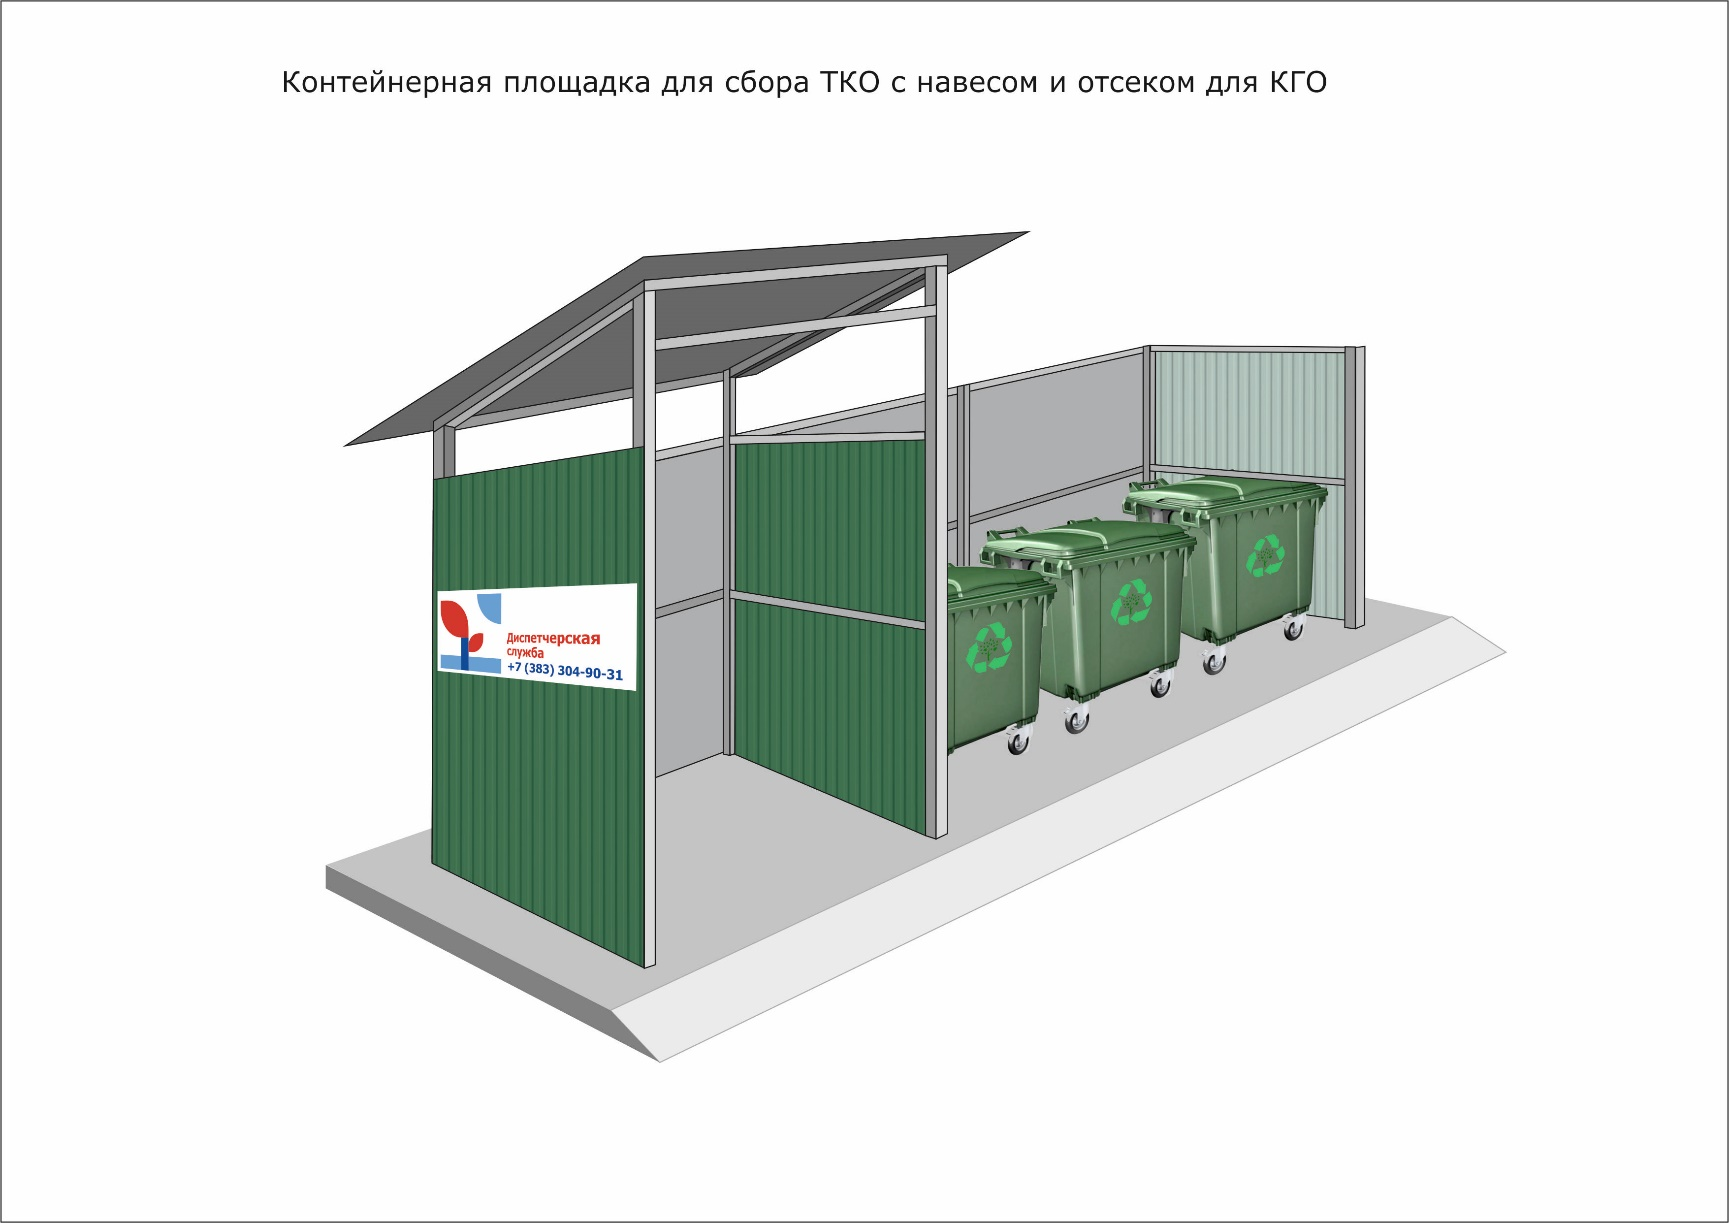 Контейнерная площадка для сбора ТКО с навесом и отсеком для КГО
Диспетчерская
служба
+7 (383) 304-90-31